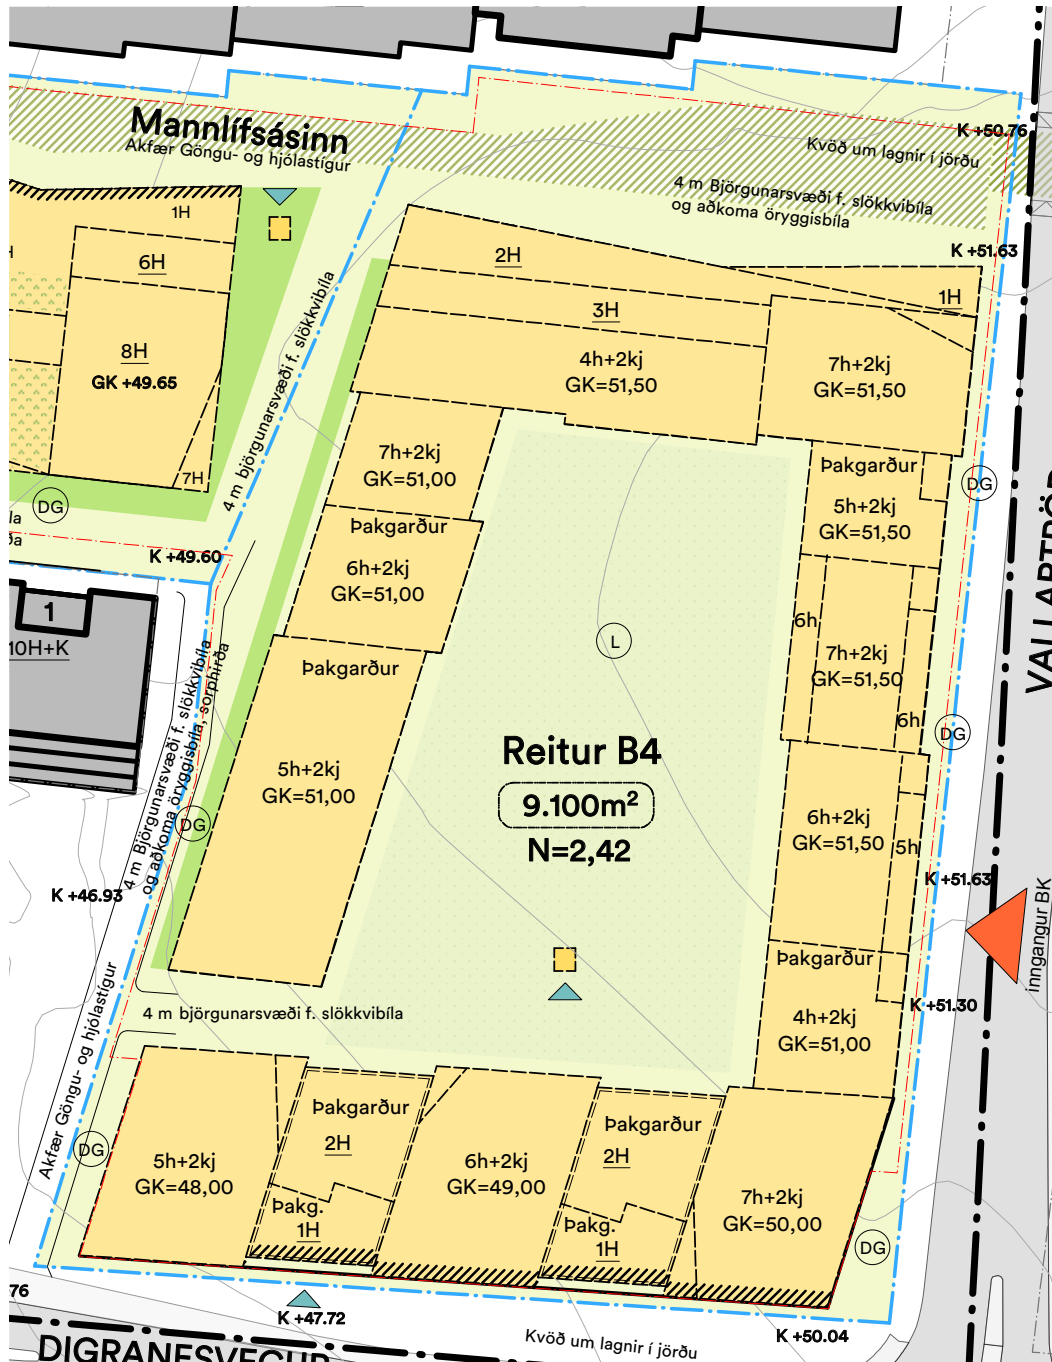 Mannlífsásinn
Akfær Göngu- og hjólastígur
K +50.76
Kvöð um lagnir í jörðu
4 m Björgunarsvæði f. slökkvibíla
og aðkoma öryggisbíla
K +51.63
1H
6H
8H
GK +49.65
7H
DG
4 m björgunarsvæði f. slökkvibíla
2H
1H
3H
4h+2kj
GK=51,50
7h+2kj
GK=51,50
7h+2kj
GK=51,00
Þakgarður
5h+2kj
GK=51,50
DG
Þakgarður
6h+2kj
GK=51,00
K +49.60
1
10H+K
6h
7h+2kj
GK=51,50
6h
DG
L
Þakgarður
5h+2kj
GK=51,00
4 m Björgunarsvæði f. slökkvibíla
og aðkoma öryggisbíla, sorphirða
DG
Reitur B4
9.100m²
N=2,42
6h+2kj
GK=51,50
5h
K +51.63
K +46.93
inngangur BK
Þakgarður
4h+2kj
GK=51,00
K +51.30
4 m björgunarsvæði f. slökkvibíla
Akfær Göngu- og hjólastígur
DG
5h+2kj
GK=48,00
Þakgarður
2H
Þakg.
1H
6h+2kj
GK=49,00
Þakgarður
2H
Þakg.
1H
7h+2kj
GK=50,00
DG
K +47.72
K +50.04
Kvöð um lagnir í jörðu
DIGRANESVEGUR